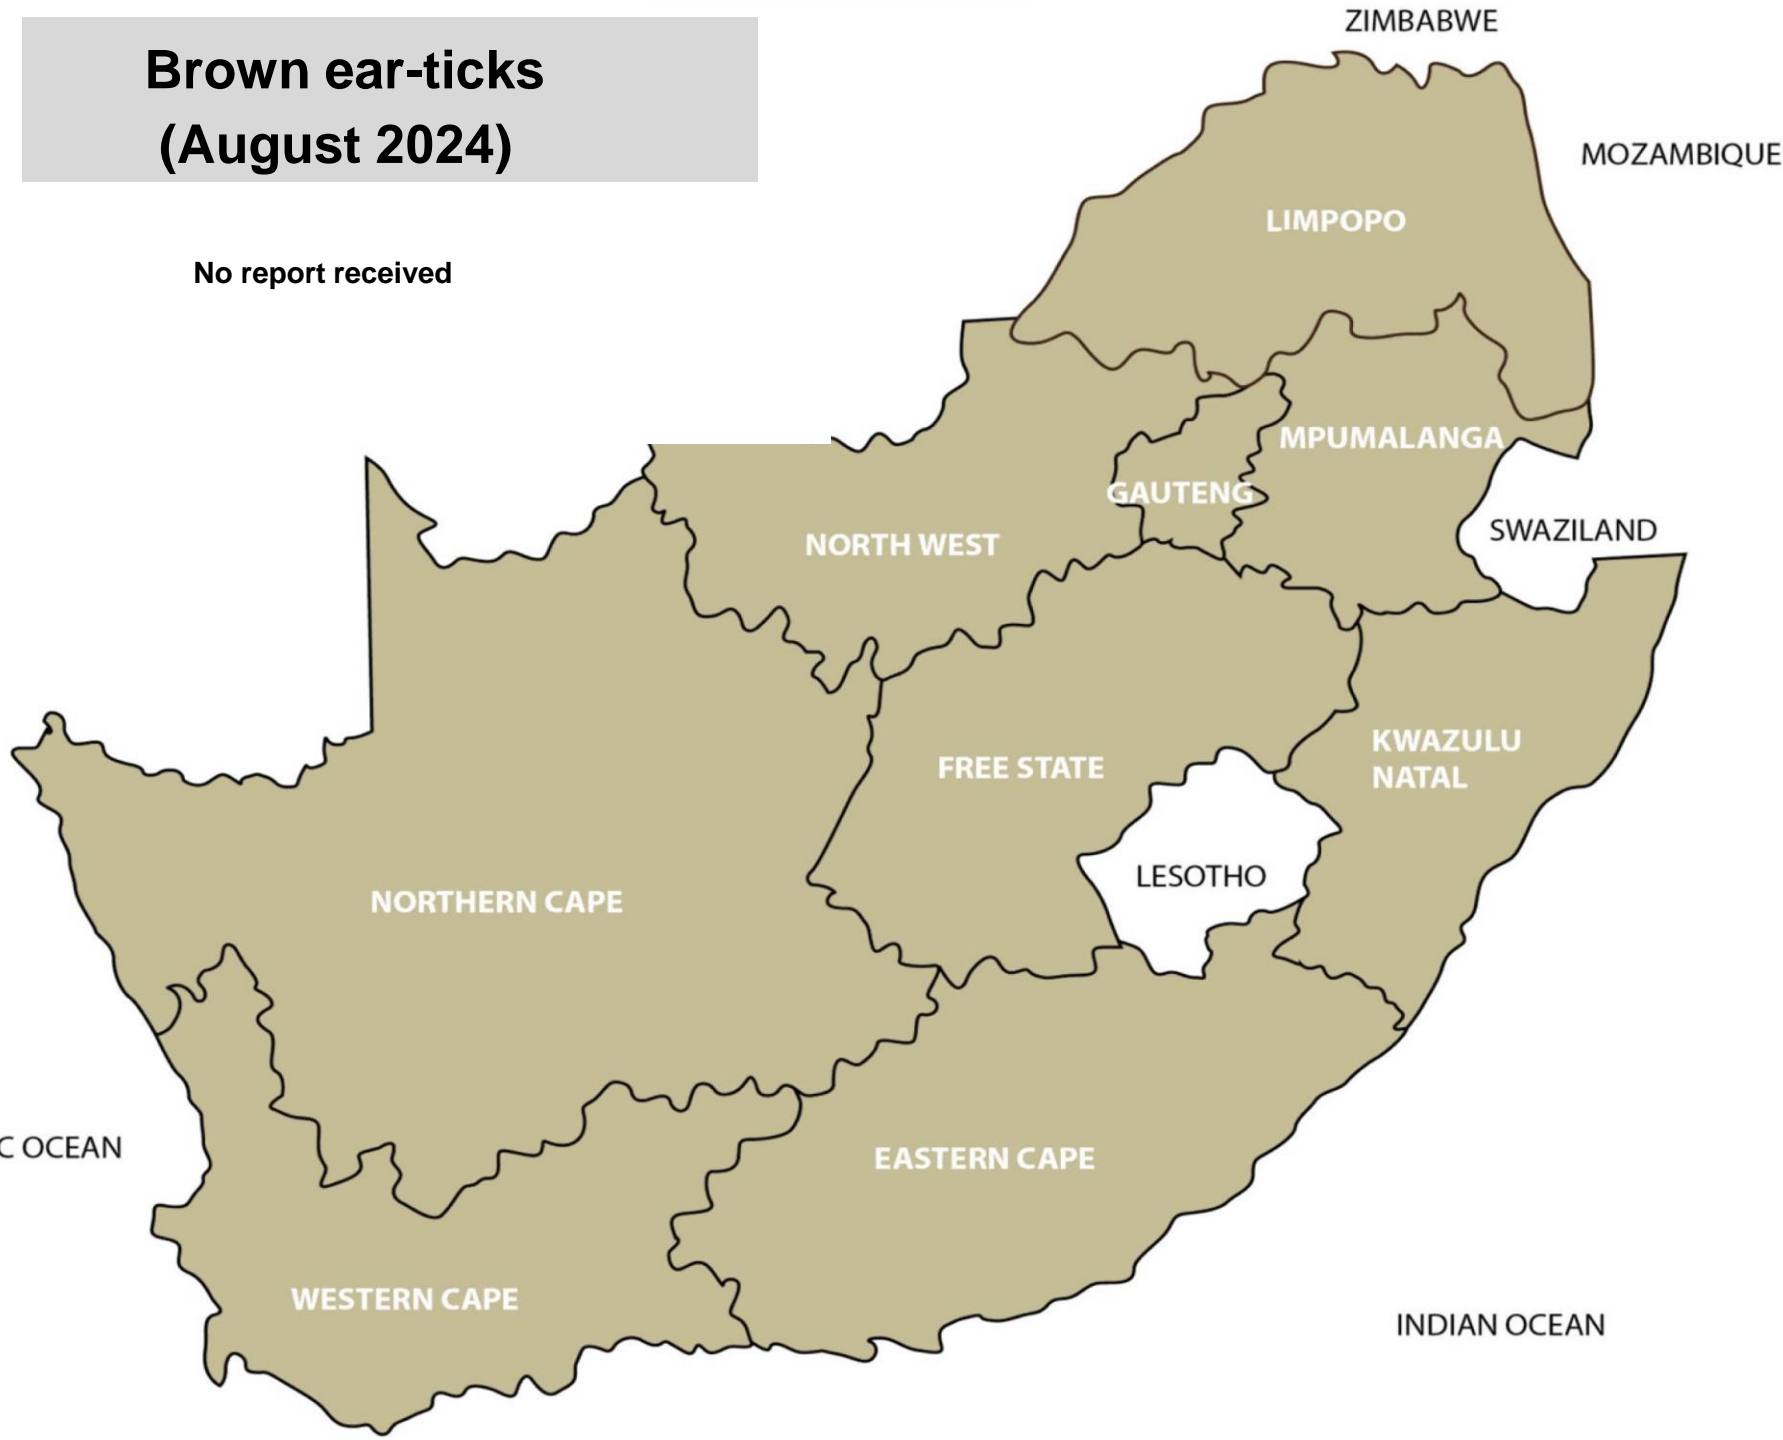 Brown ear-ticks
(August 2024)
No report received
ZIMBABWE
MOZAMBIQUE
LIMPOPO
MPUMALANGA
GAUTENG
SWAZILAND
NORTH WEST
KWAZULU
NATAL
FREE STATE
LESOTHO
NORTHERN CAPE
C OCEAN
EASTERN CAPE
WESTERN CAPE
INDIAN OCEAN